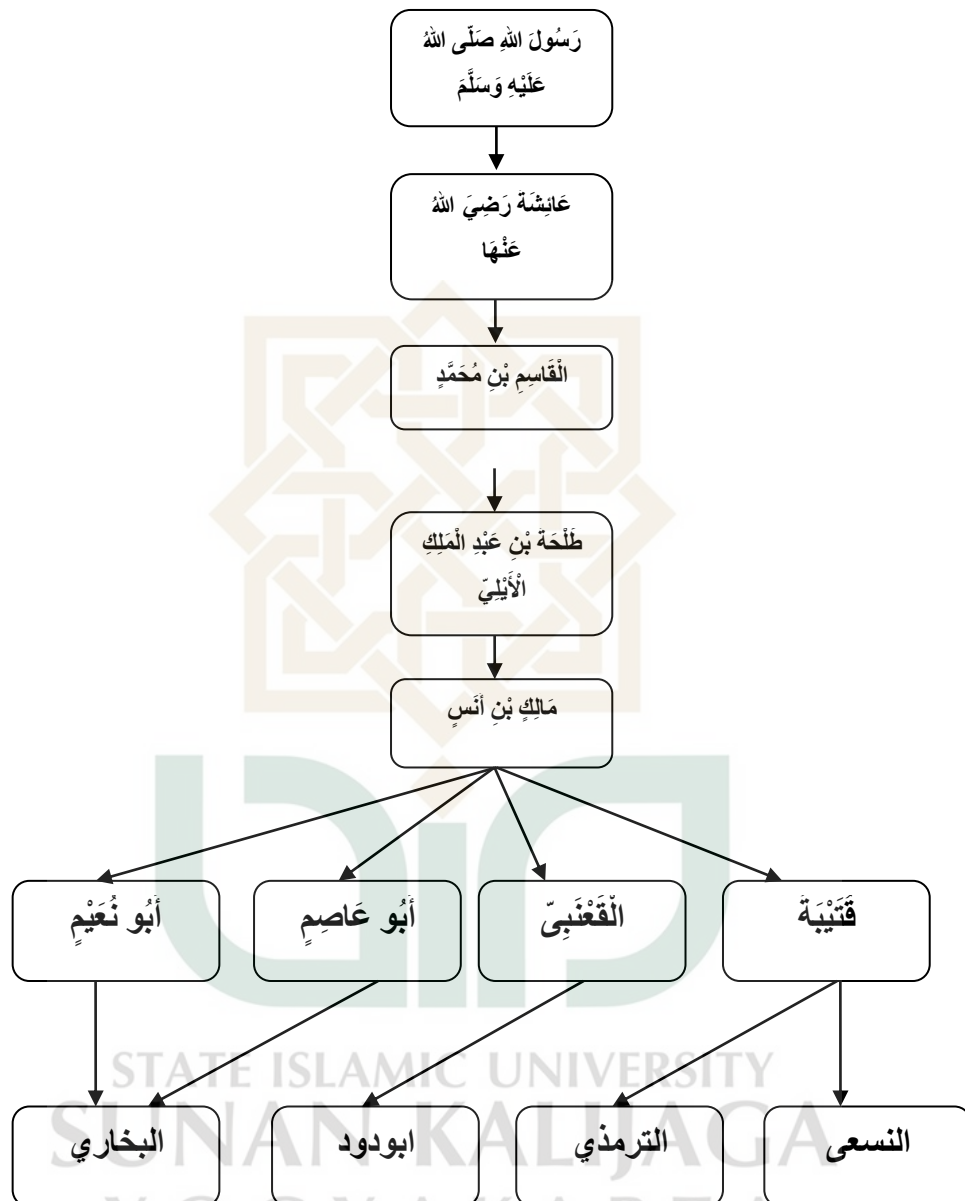 رَسُولَ اللهِ صَلَّى اللهُ
عَلَيْهِ وَسَلَّمَ
عَائِشَةَ رَضِيَ اللهُ
عَنْهَا
الْقَاسِمِ بْنِ مُحَمَّدٍ
طَلْحَةَ بْنِ عَبْدِ الْمَلِكِ
الْأَيْلِيّ
مَالِكِ بْنِ أَنَسٍ
قُتَيْبَةَ
الْقَعْنَبِىّ
أَبُو عَاصِمٍ
أَبُو نُعَيْمٍ
النسعى
الترمذي
ابودود
البخاري
STATE ISLAMIC UNIVERSITY
SUNAN KALIJAGA
YOGYAKARTA